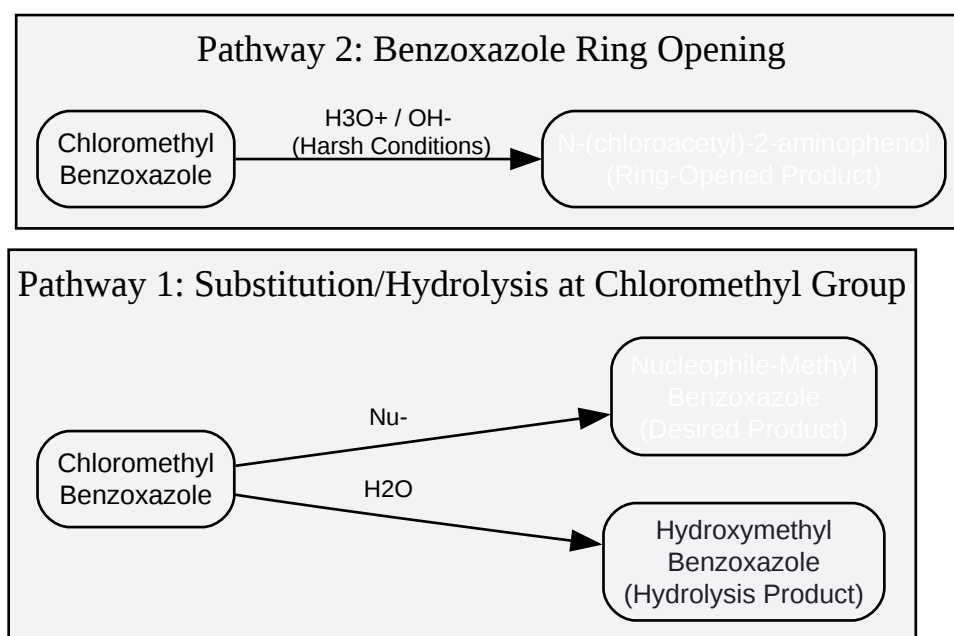 Pathway 2: Benzoxazole Ring Opening
Chloromethyl
Benzoxazole
H3O+ / OH-
(Harsh Conditions)
N-(chloroacetyl)-2-aminophenol
(Ring-Opened Product)
Pathway 1: Substitution/Hydrolysis at Chloromethyl Group
Chloromethyl
Benzoxazole
Nu-
Nucleophile-Methyl
Benzoxazole
(Desired Product)
H2O
Hydroxymethyl
Benzoxazole
(Hydrolysis Product)